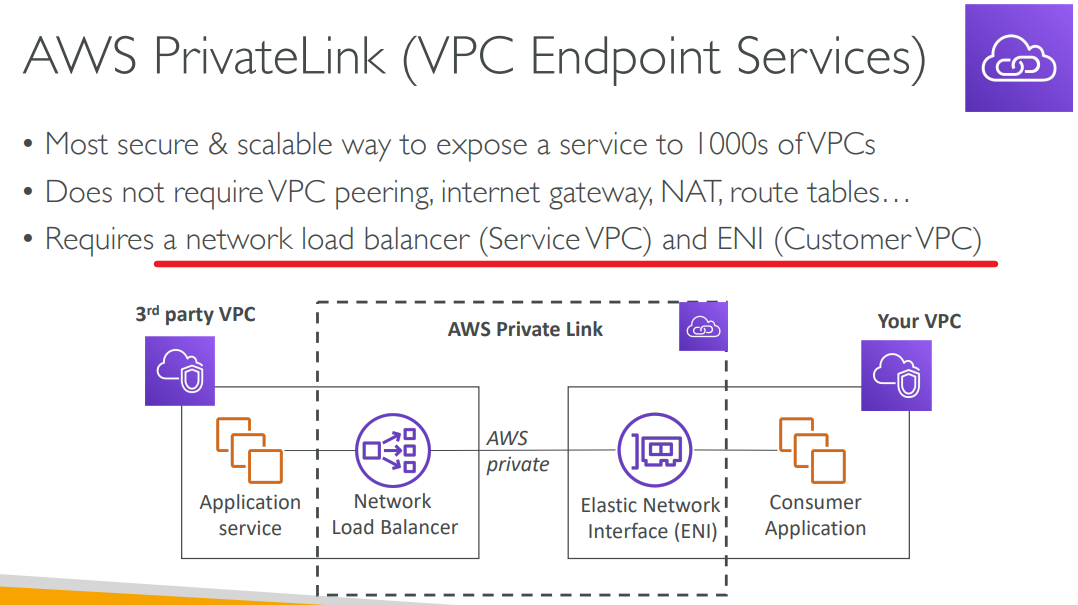 AWS PrivateLink (VPC Endpoint Services)
• Most secure & scalable way to expose a service to 1000s of VPCs
• Does not require VPC peering, internet gateway, NAT, route tables…
• Requires a network load balancer (Service VPC) and ENI (Customer VPC)
3rd party VPC
AWS Private Link
Your VPC
Application
service
Network
Load Balancer
AWS
private
Elastic Network
Interface (ENI)
Consumer
Application